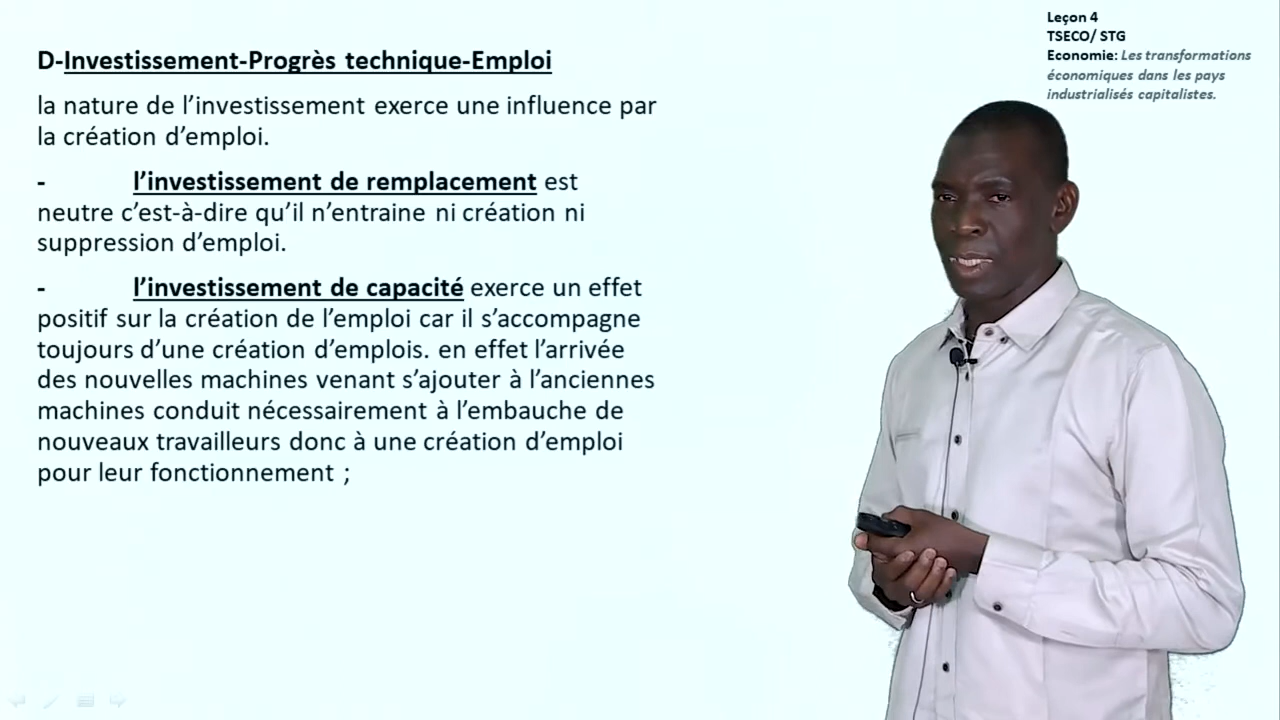 Leçon 4
TSECO/ STG
Economie: Les transformations
économiques dans les pays
industrialisés capitalistes.
D-Investissement-Progrès technique-Emploi
la nature de l’investissement exerce une influence par
la création d’emploi.
- l’investissement de remplacement est
neutre c’est-à-dire qu’il n’entraine ni création ni
suppression d’emploi.
- l’investissement de capacité exerce un effet
positif sur la création de l’emploi car il s’accompagne
toujours d’une création d’emplois. en effet l’arrivée
des nouvelles machines venant s’ajouter à l’anciennes
machines conduit nécessairement à l’embauche de
nouveaux travailleurs donc à une création d’emploi
pour leur fonctionnement ;